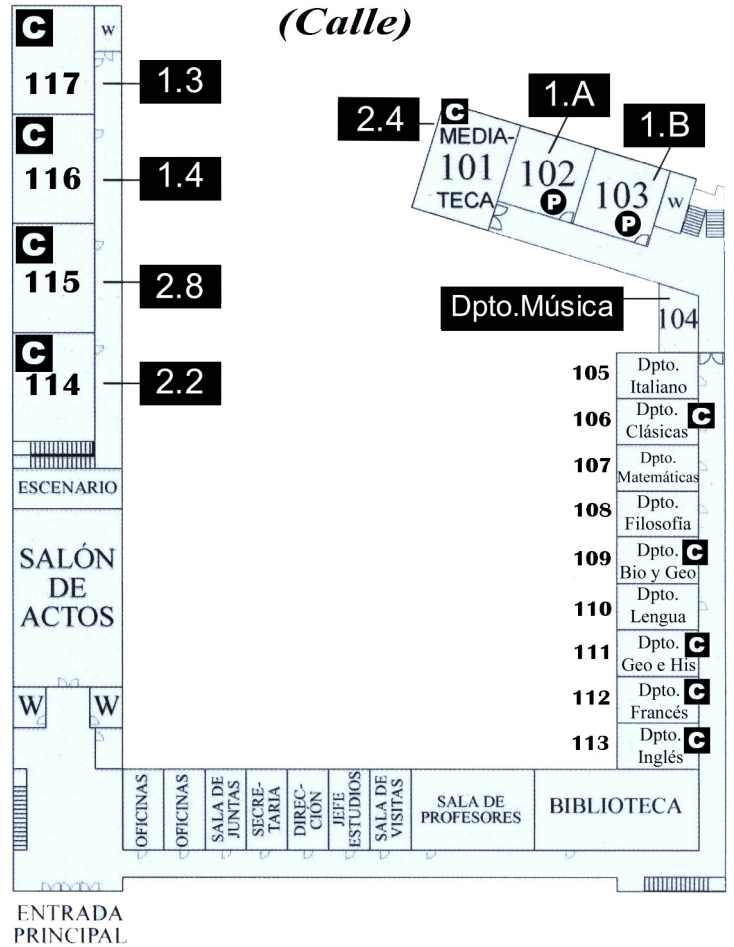 (Calle)
C
W
117
1.3
C
116
1.4
C
115
2.8
C
114
2.2
2.4
C
MEDIA-
101
TECA
1.A
102
P
1.B
103
P
W
Dpto.Música
104
105
Dpto.
Italiano
106
Dpto.
Clásicas
C
107
Dpto.
Matemáticas
108
Dpto.
Filosofía
109
Dpto.
Bio y Geo
C
110
Dpto.
Lengua
111
Dpto.
Geo e His
C
112
Dpto.
Francés
C
113
Dpto.
Inglés
C
ESCENARIO
SALÓN
DE
ACTOS
W
W
OFICINAS
OFICINAS
SALA DE
JUNTAS
SECRE-
TARIA
DIREC-
CIÓN
JEFE
ESTUDIOS
SALA DE
VISITAS
SALA DE
PROFESORES
BIBLIOTECA
ENTRADA
PRINCIPAL